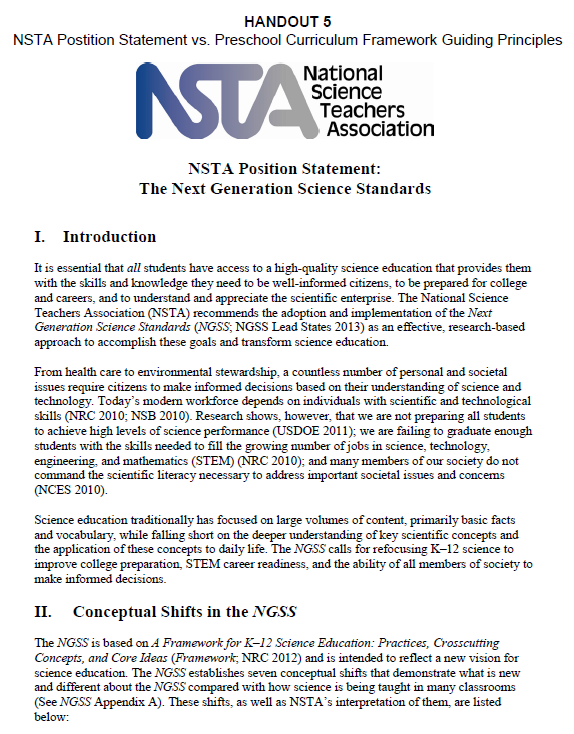 HANDOUT 5
NSTA Postition Statement vs. Preschool Curriculum Framework Guiding Principles
NSTA National
Science
Teachers
Association
NSTA Position Statement:
The Next Generation Science Standards
I. Introduction
It is essential that all students have access to a high-quality science education that provides them
with the skills and knowledge they need to be well-informed citizens, to be prepared for college
and careers, and to understand and appreciate the scientific enterprise. The National Science
Teachers Association (NSTA) recommends the adoption and implementation of the Next
Generation Science Standards (NGSS; NGSS Lead States 2013) as an effective, research-based
approach to accomplish these goals and transform science education.
From health care to environmental stewardship, a countless number of personal and societal
issues require citizens to make informed decisions based on their understanding of science and
technology. Today’s modern workforce depends on individuals with scientific and technological
skills (NRC 2010; NSB 2010). Research shows, however, that we are not preparing all students
to achieve high levels of science performance (USDOE 2011); we are failing to graduate enough
students with the skills needed to fill the growing number of jobs in science, technology,
engineering, and mathematics (STEM) (NRC 2010); and many members of our society do not
command the scientific literacy necessary to address important societal issues and concerns
(NCES 2010).
Science education traditionally has focused on large volumes of content, primarily basic facts
and vocabulary, while falling short on the deeper understanding of key scientific concepts and
the application of these concepts to daily life. The NGSS calls for refocusing K–12 science to
improve college preparation, STEM career readiness, and the ability of all members of society to
make informed decisions.
II. Conceptual Shifts in the NGSS
The NGSS is based on A Framework for K–12 Science Education: Practices, Crosscutting
Concepts, and Core Ideas (Framework; NRC 2012) and is intended to reflect a new vision for
science education. The NGSS establishes seven conceptual shifts that demonstrate what is new
and different about the NGSS compared with how science is being taught in many classrooms
(See NGSS Appendix A). These shifts, as well as NSTA’s interpretation of them, are listed
below: